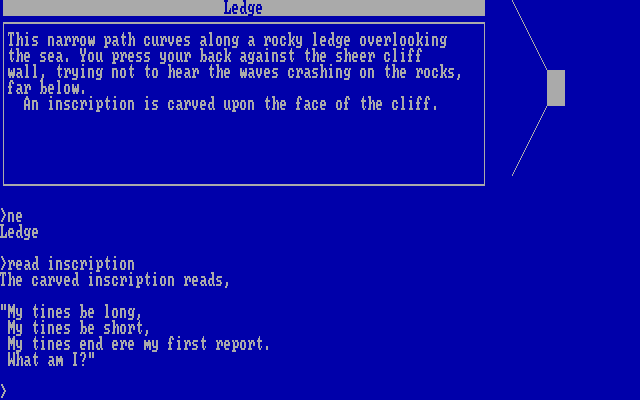 Ledge
This narrow path curves along a rocky ledge overlooking
the sea. You press your back against the sheer cliff
wall, trying not to hear the waves crashing on the rocks,
far below.
An inscription is carved upon the face of the cliff.
>ne
Ledge
>read inscription
The carved inscription reads,
"My tines be long,
My tines be short,
My tines end ere my first report.
What am I?"
>